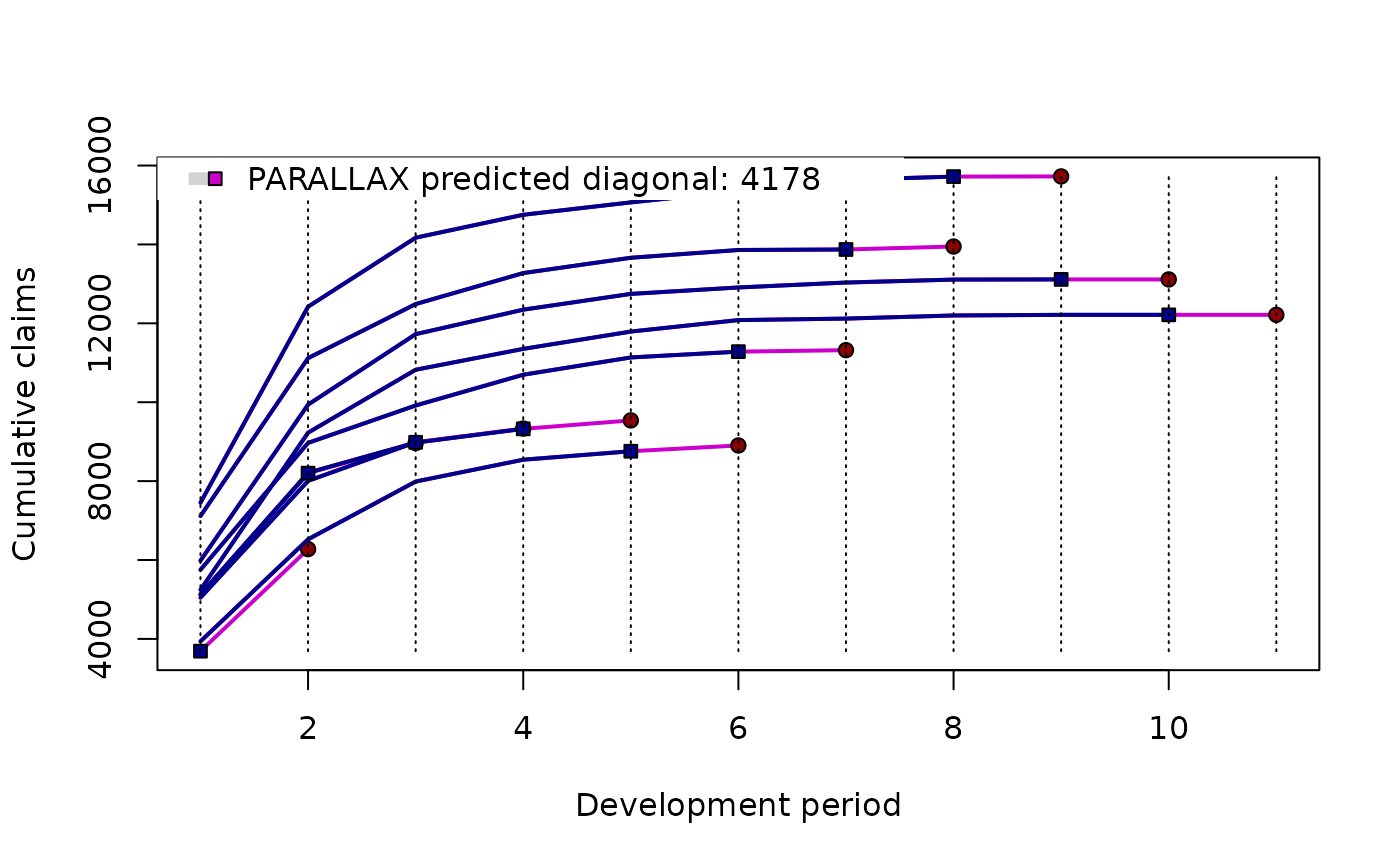 PARALLAX predicted diagonal: 4178
16000
12000
8000
4000
Cumulative claims
2 4 6 8 10
Development period